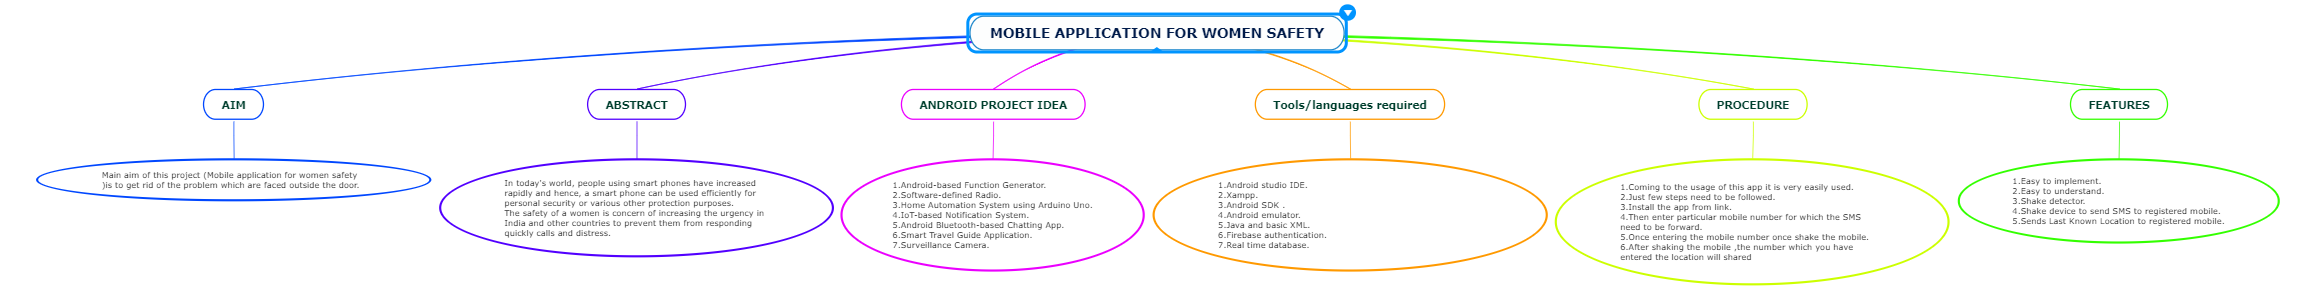 MOBILE APPLICATION FOR WOMEN SAFETY
AIM
Main aim of this project (Mobile application for women safety
)is to get rid of the problem which are faced outside the door.
ABSTRACT
In today's world, people using smart phones have increased
rapidly and hence, a smart phone can be used efficiently for
personal security or various other protection purposes.
The safety of a women is concern of increasing the urgency in
India and other countries to prevent them from responding
quickly calls and distress.
ANDROID PROJECT IDEA
1.Android-based Function Generator.
2.Software-defined Radio.
3.Home Automation System using Arduino Uno.
4.IoT-based Notification System.
5.Android Bluetooth-based Chatting App.
6.Smart Travel Guide Application.
7.Surveillance Camera.
Tools/languages required
1.Android studio IDE.
2.Xampp.
3.Android SDK .
4.Android emulator.
5.Java and basic XML.
6.Firebase authentication.
7.Real time database.
PROCEDURE
1.Coming to the usage of this app it is very easily used.
2.Just few steps need to be followed.
3.Install the app from link.
4.Then enter particular mobile number for which the SMS
need to be forward.
5.Once entering the mobile number once shake the mobile.
6.After shaking the mobile ,the number which you have
entered the location will shared
FEATURES
1.Easy to implement.
2.Easy to understand.
3.Shake detector.
4.Shake device to send SMS to registered mobile.
5.Sends Last Known Location to registered mobile.